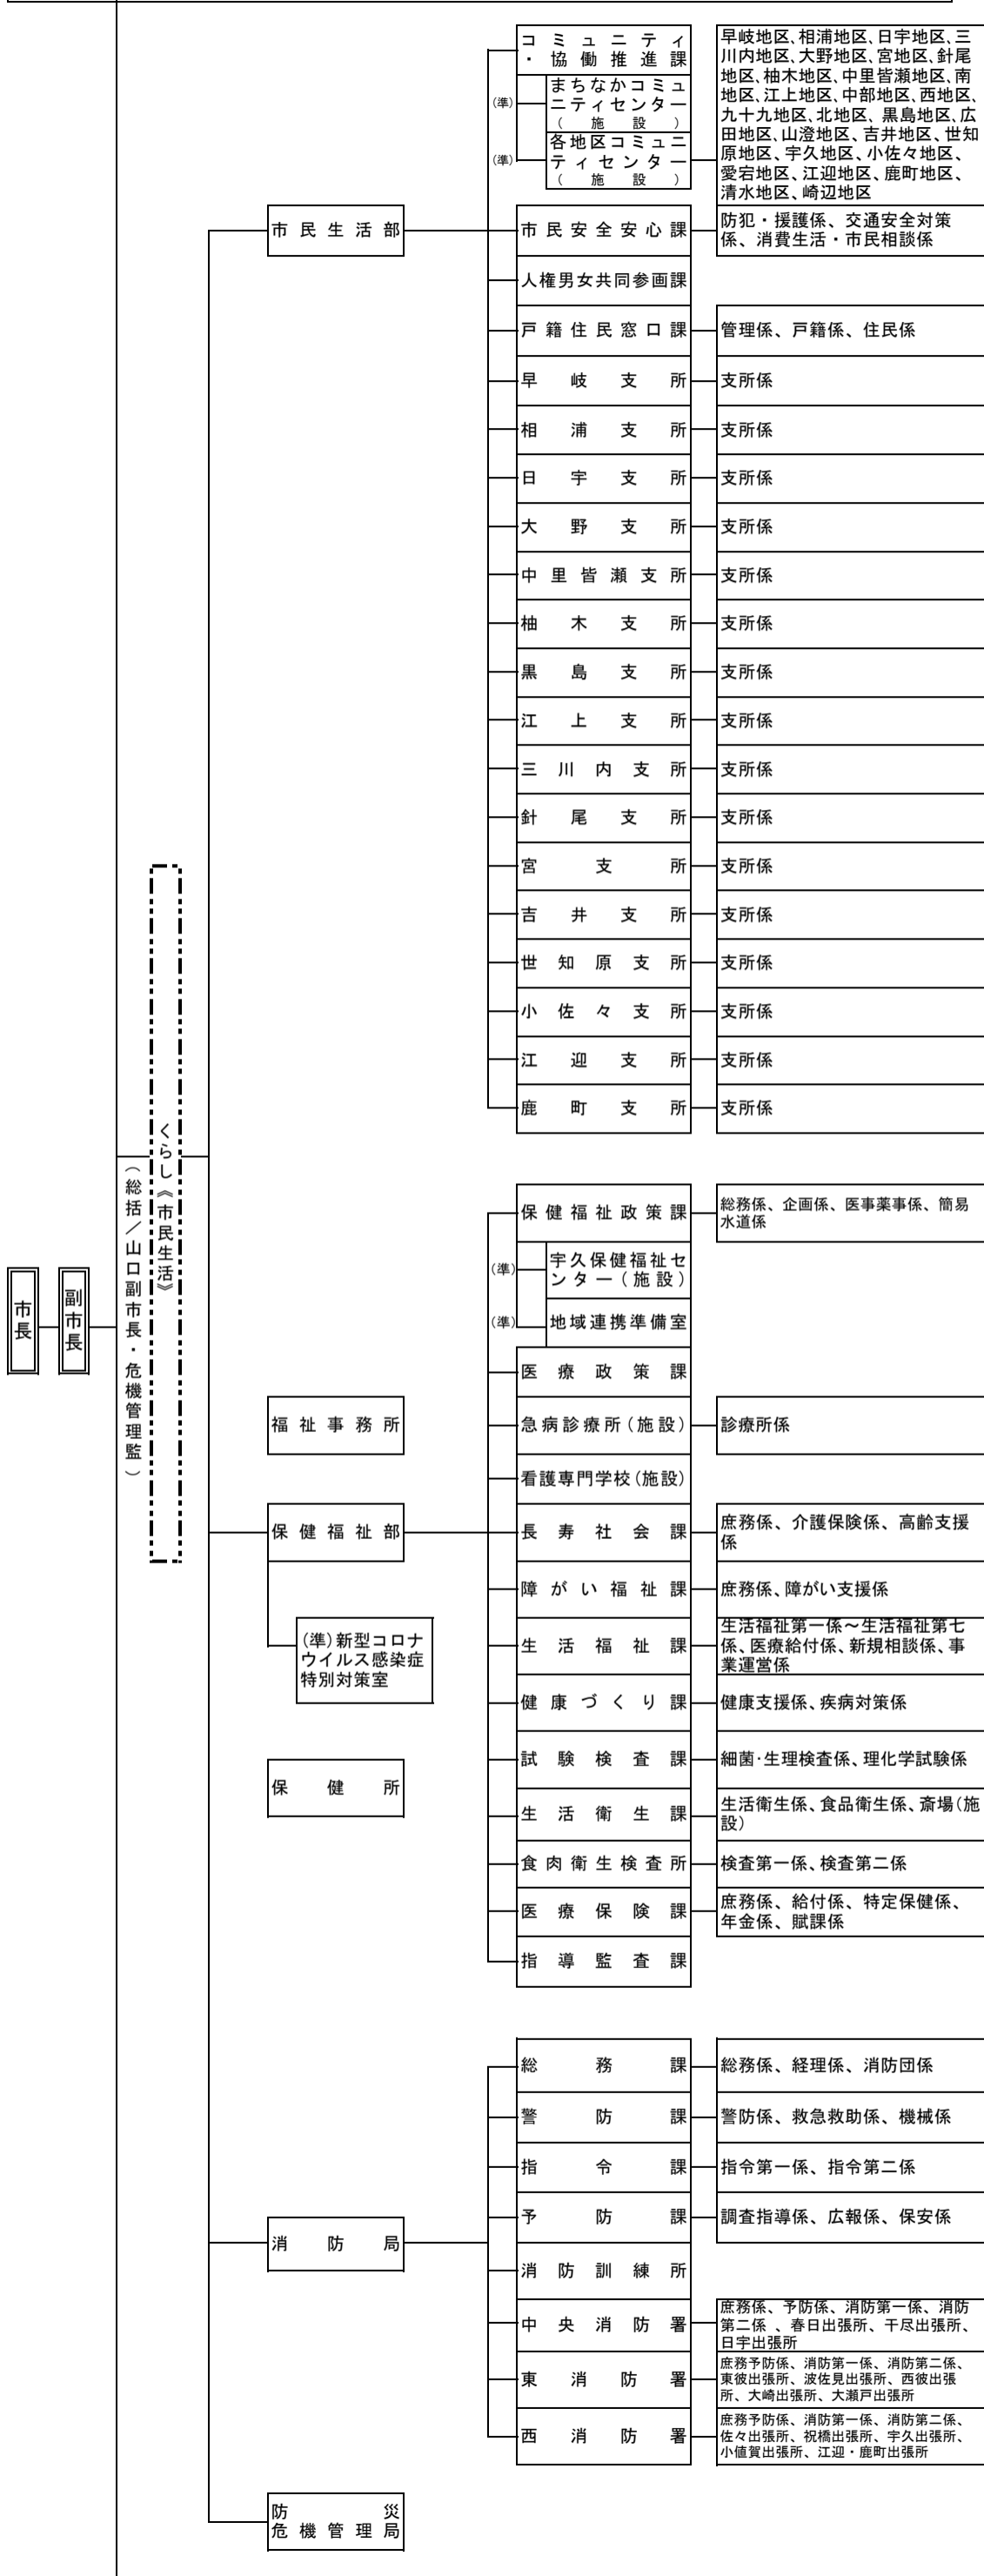 コミュニティ
・協働推進課
(準)
まちなかコミュ
ニティセンター
(施設)
(準)
各地区コミュニ
ティセンター
(施設)
早岐地区、相浦地区、日宇地区、三
川内地区、大野地区、宮地区、針尾
地区、柚木地区、中里皆瀬地区、南
地区、江上地区、中部地区、西地区、
九十九地区、北地区、黒島地区、広
田地区、山澄地区、吉井地区、世知
原地区、宇久地区、小佐々地区、
愛宕地区、江迎地区、鹿町地区、
清水地区、崎辺地区
市民生活部
市民安全安心課
防犯・援護係、交通安全対策
係、消費生活・市民相談係
人権男女共同参画課
戸籍住民窓口課
管理係、戸籍係、住民係
早岐支所
支所係
相浦支所
支所係
日宇支所
支所係
大野支所
支所係
中里皆瀬支所
支所係
柚木支所
支所係
黒島支所
支所係
江上支所
支所係
三川内支所
支所係
針尾支所
支所係
宮支所
支所係
吉井支所
支所係
世知原支所
支所係
小佐々支所
支所係
江迎支所
支所係
鹿町支所
支所係
市長
副市長
(総括/山口副市長・危機管理監)
くらし《市民生活》
保健福祉政策課
総務係、企画係、医事薬事係、簡易
水道係
(準)
宇久保健福祉セ
ンター(施設)
(準)
地域連携準備室
医療政策課
福祉事務所
急病診療所(施設)
診療所係
看護専門学校(施設)
保健福祉部
長寿社会課
庶務係、介護保険係、高齢支援
係
障がい福祉課
庶務係、障がい支援係
(準)新型コロナ
ウイルス感染症
特別対策室
生活福祉課
生活福祉第一係～生活福祉第七
係、医療給付係、新規相談係、事
業運営係
健康づくり課
健康支援係、疾病対策係
保健所
試験検査課
細菌・生理検査係、理化学試験係
生活衛生課
生活衛生係、食品衛生係、斎場(施
設)
食肉衛生検査所
検査第一係、検査第二係
医療保険課
庶務係、給付係、特定保健係、
年金係、賦課係
指導監査課
総務課
総務係、経理係、消防団係
警防課
警防係、救急救助係、機械係
指令課
指令第一係、指令第二係
予防課
調査指導係、広報係、保安係
消防局
消防訓練所
中央消防署
庶務係、予防係、消防第一係、消防
第二係 、春日出張所、干尽出張所、
日宇出張所
東消防署
庶務予防係、消防第一係、消防第二係、
東彼出張所、波佐見出張所、西彼出張
所、大崎出張所、大瀬戸出張所
西消防署
庶務予防係、消防第一係、消防第二係、
佐々出張所、祝橋出張所、宇久出張所、
小値賀出張所、江迎・鹿町出張所
防災
危機管理局